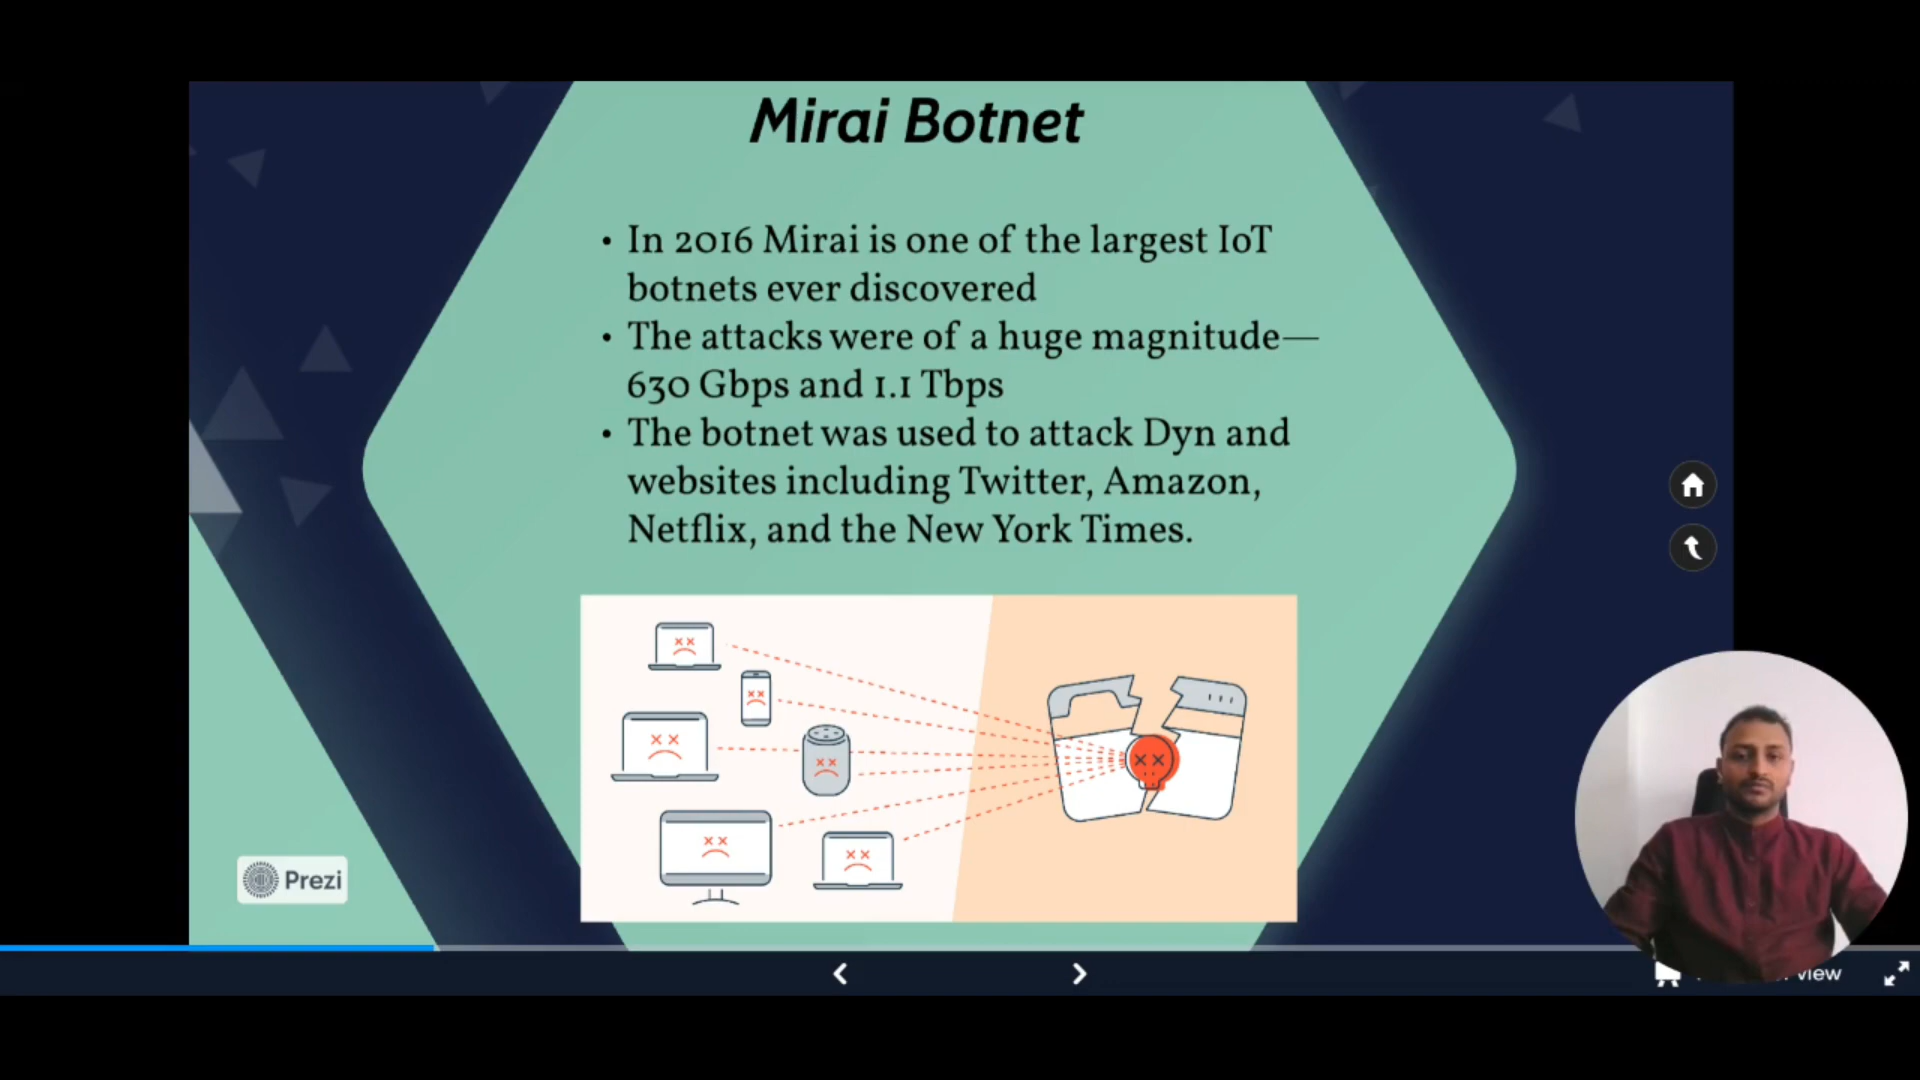 Mirai Botnet
• In 2016 Mirai is one of the largest IoT
botnets ever discovered
• The attacks were of a huge magnitude—
630 Gbps and 1.1 Tbps
• The botnet was used to attack Dyn and
websites including Twitter, Amazon,
Netflix, and the New York Times.
Prezi
view